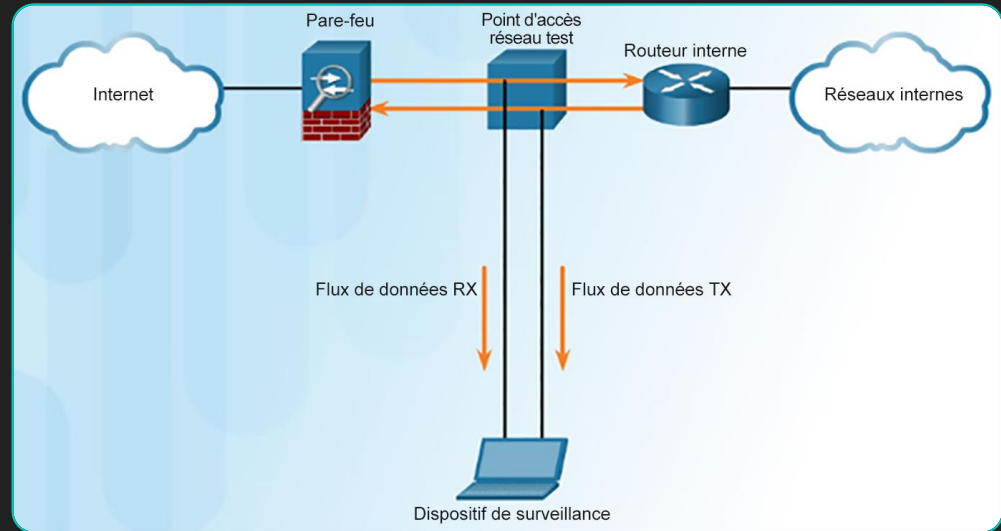 Pare-feu
Point d'accès
réseau test
Routeur interne
Internet
Réseaux internes
Flux de données RX
Flux de données TX
Dispositif de surveillance